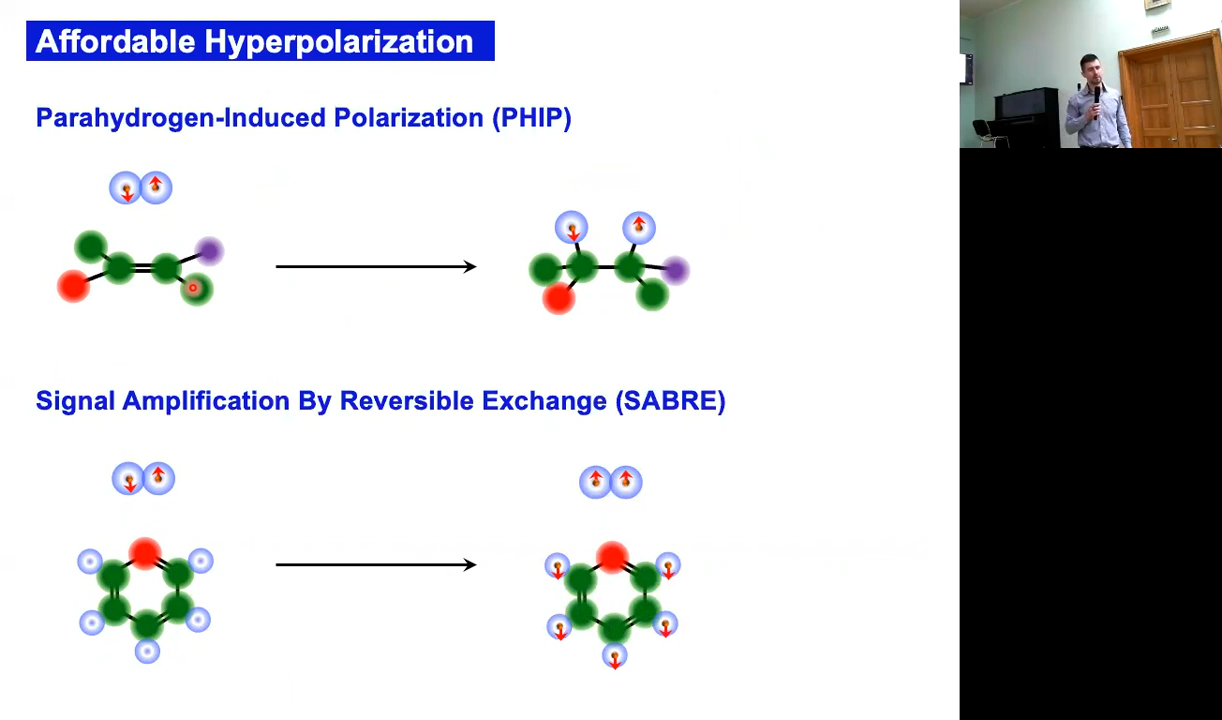 Affordable Hyperpolarization
Parahydrogen-Induced Polarization (PHIP)
Signal Amplification By Reversible Exchange (SABRE)